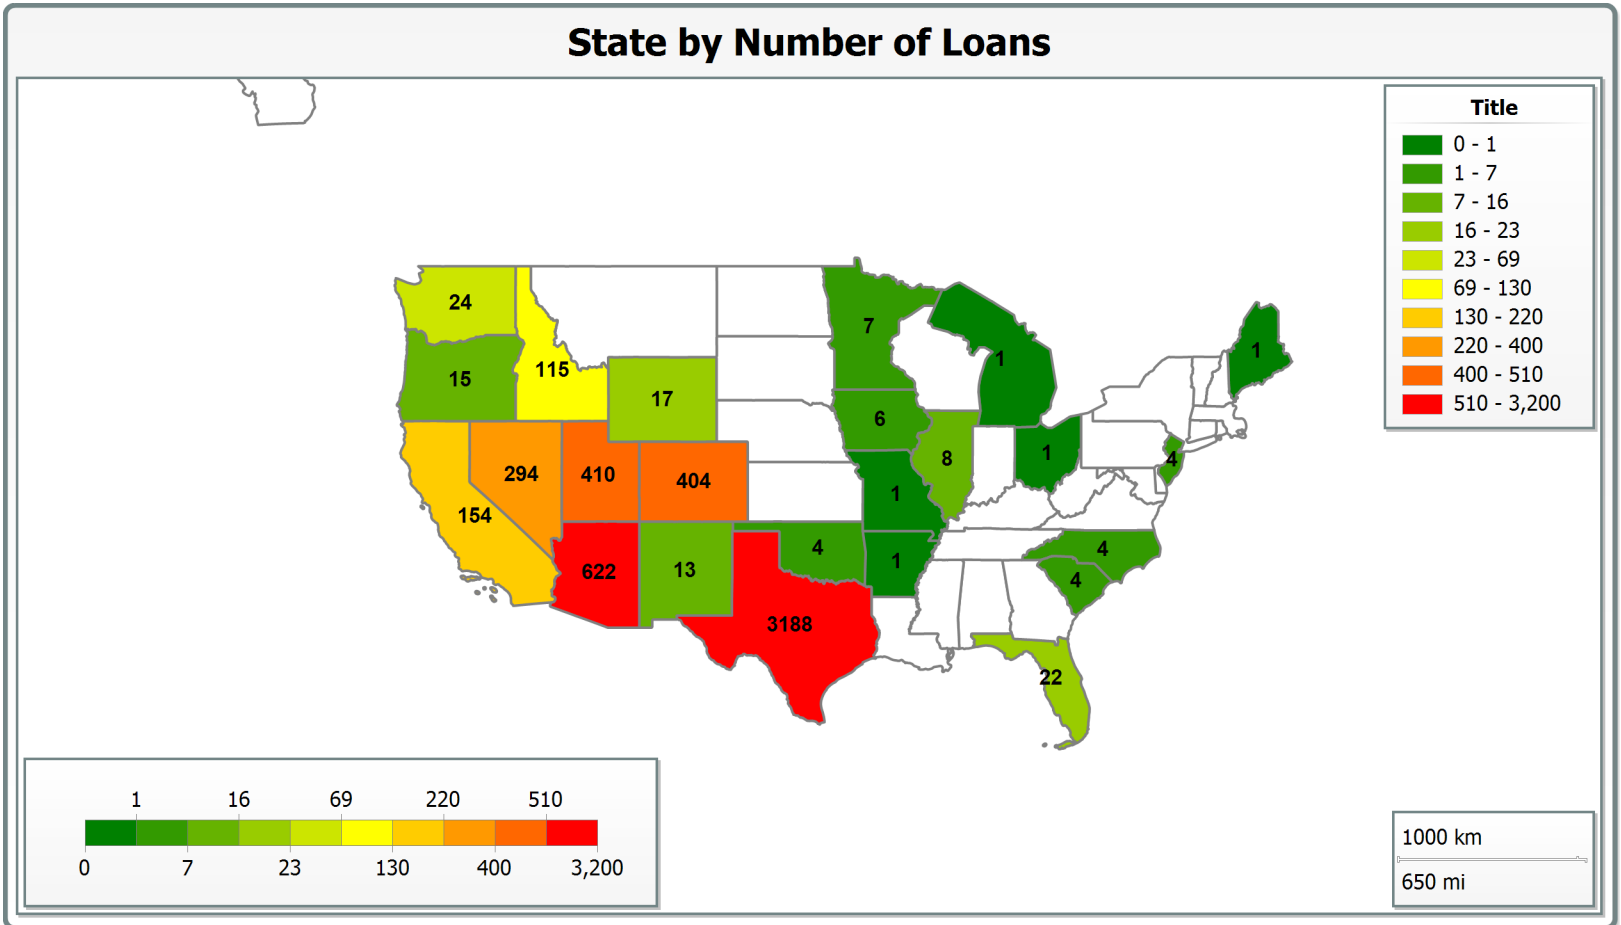 State by Number of Loans
Title
0 - 1
1 - 7
7 - 16
16 - 23
23 - 69
69 - 130
130 - 220
220 - 400
400 - 510
510 - 3,200
24
7
1
1
115
15
17
6
1
8
4
294
410
404
154
1
4
1
4
622
13
4
3188
22
1 16 69 220 510
0 7 23 130 400 3,200
1000 km
650 mi